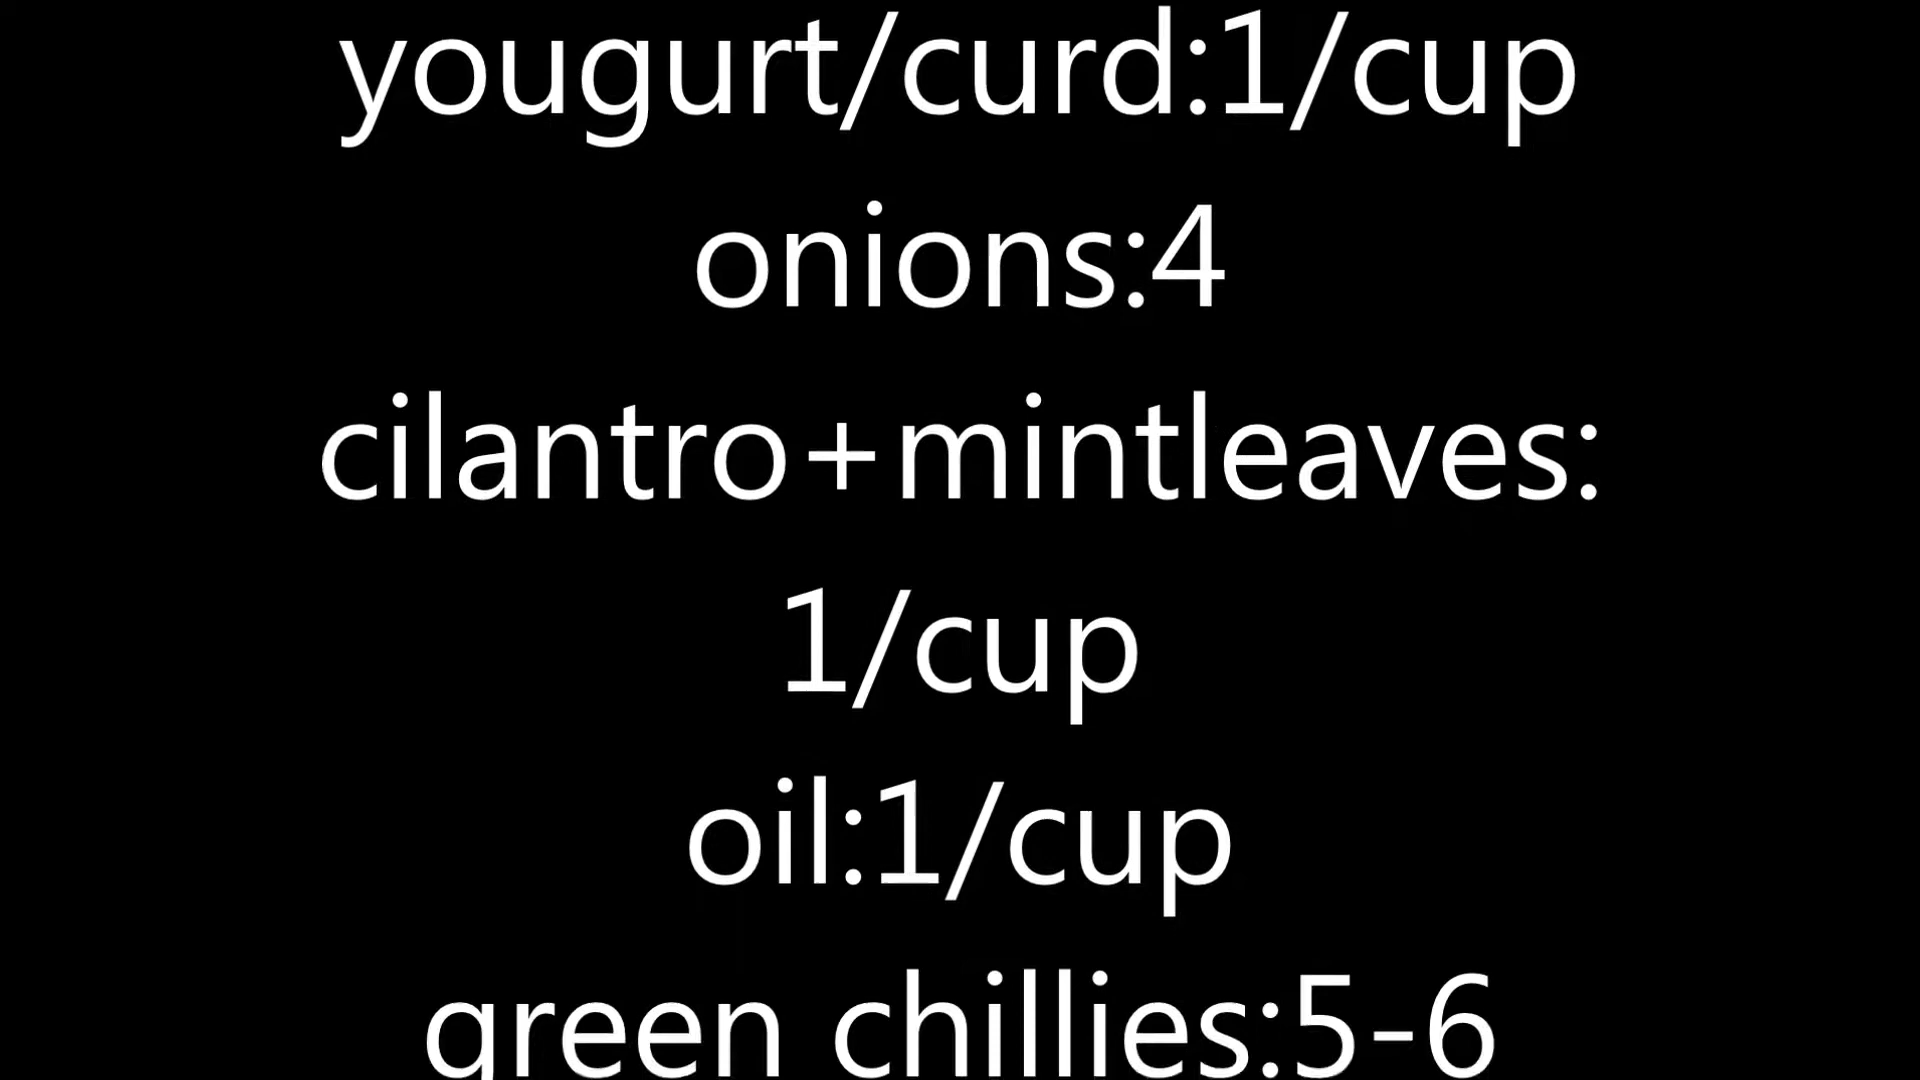 yougurt/curd:1/cup
onions:4
cilantro+mintleaves:
1/cup
oil:1/cup
green chillies:5-6